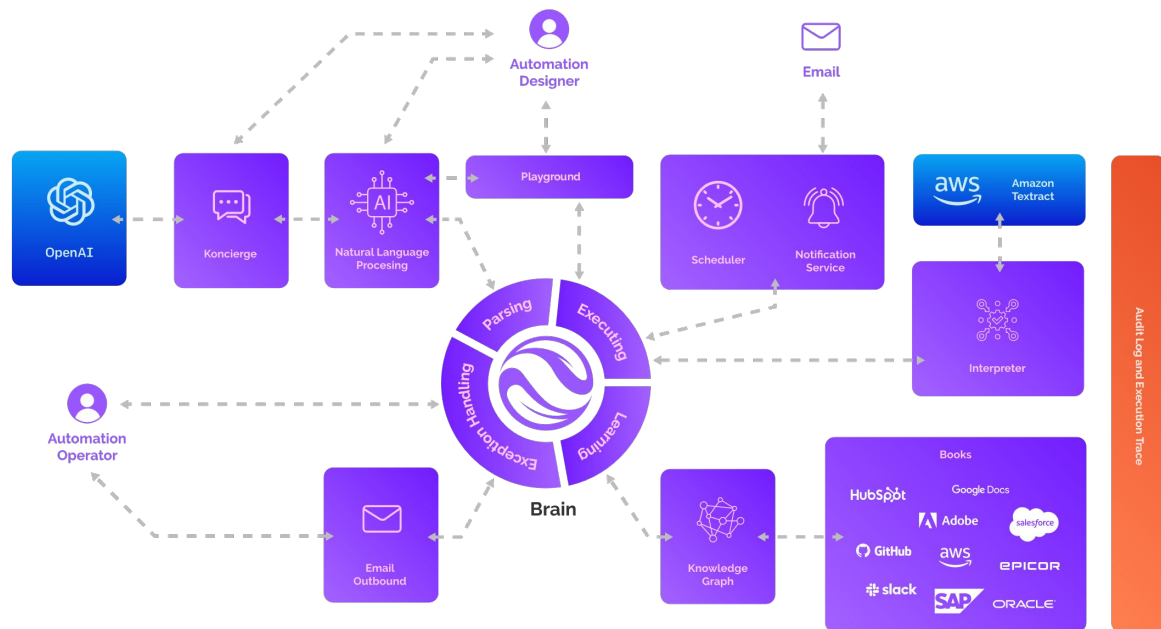 Automation
Designer
Email
OpenAI
Koncierge
AI
Natural Language
Procesing
Playground
Scheduler
Notification
Service
aws
Amazon
Textract
Interpreter
Audit Log and Execution Trace
Parsing
Executing
Learning
Exception Handling
Brain
Automation
Operator
Email
Outbound
Knowledge
Graph
Books
HubSpot
Google Docs
Adobe
salesforce
GitHub
aws
EPICOR
slack
SAP
ORACLE